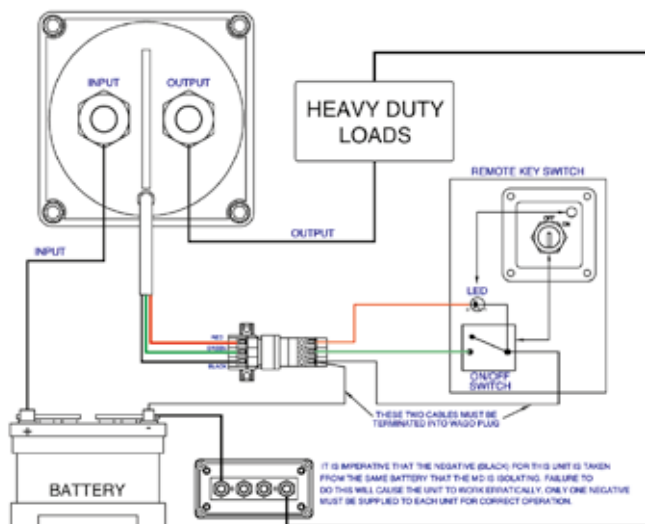 INPUT
OUTPUT
HEAVY DUTY
LOADS
REMOTE KEY SWITCH
OFF
ON
INPUT
OUTPUT
LED
RED
GREEN
BLACK
ON/OFF
SWITCH
THESE TWO CABLES MUST BE
TERMINATED INTO WAGO PLUG
+
-
BATTERY
IT IS IMPERATIVE THAT THE NEGATIVE (BLACK) FOR THIS UNIT IS TAKEN
FROM THE SAME BATTERY THAT THE MD IS ISOLATING. FAILURE TO
DO THIS WILL CAUSE THE UNIT TO WORK ERRATICALLY. ONLY ONE NEGATIVE
MUST BE SUPPLIED TO EACH UNIT FOR CORRECT OPERATION.